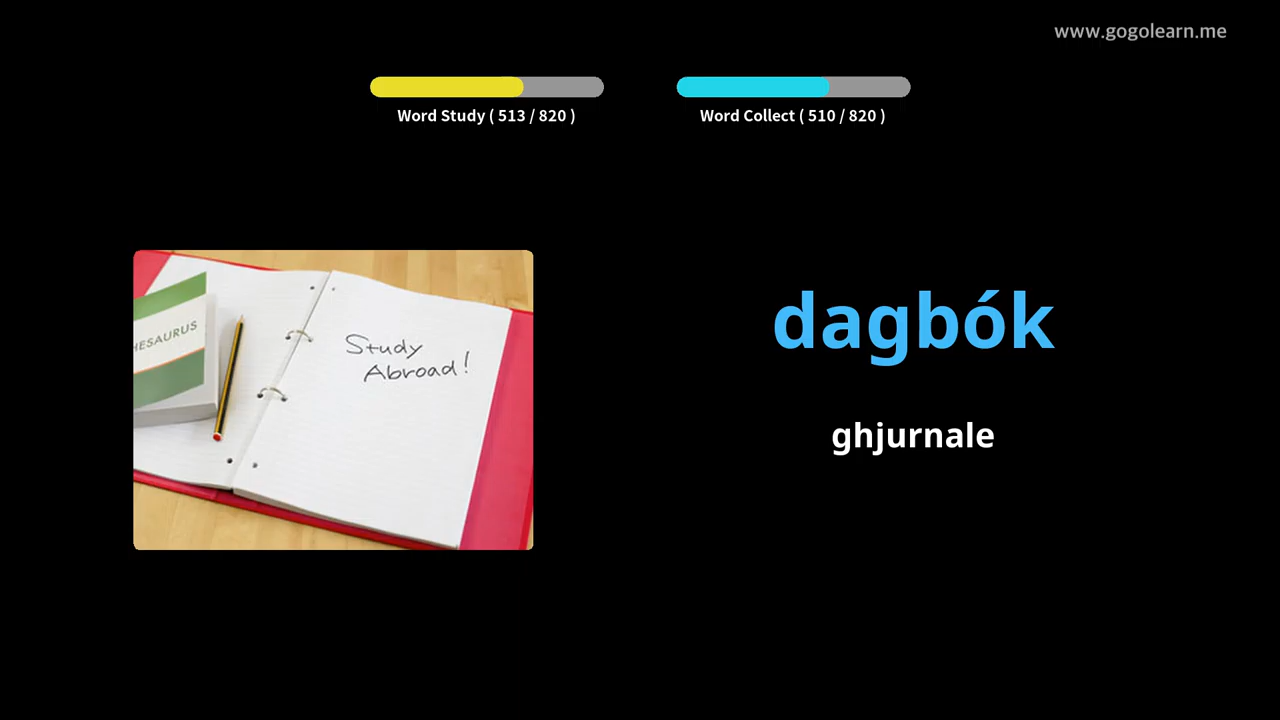 www.gogolearn.me
Word Study ( 513 / 820 )
Word Collect ( 510 / 820 )
HESAURUS
Study
Abroad!
dagbók
ghjurnale